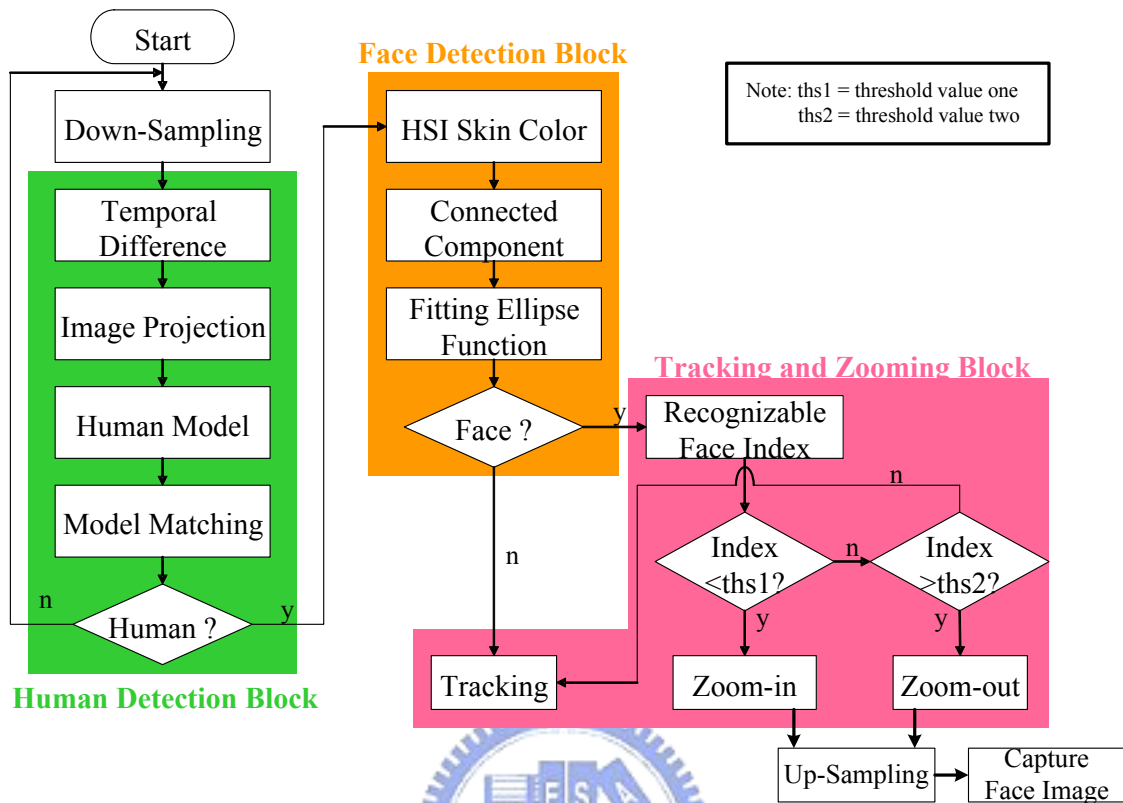 Start
Down-Sampling
Temporal
Difference
Image Projection
Human Model
Model Matching
Human ?
n
y
Human Detection Block
Face Detection Block
HSI Skin Color
Connected
Component
Fitting Ellipse
Function
Face ?
y
n
Note: ths1 = threshold value one
ths2 = threshold value two
Tracking and Zooming Block
Recognizable
Face Index
n
Index
<ths1?
n
Index
>ths2?
y
y
Tracking
Zoom-in
Zoom-out
Up-Sampling
Capture
Face Image
E S A